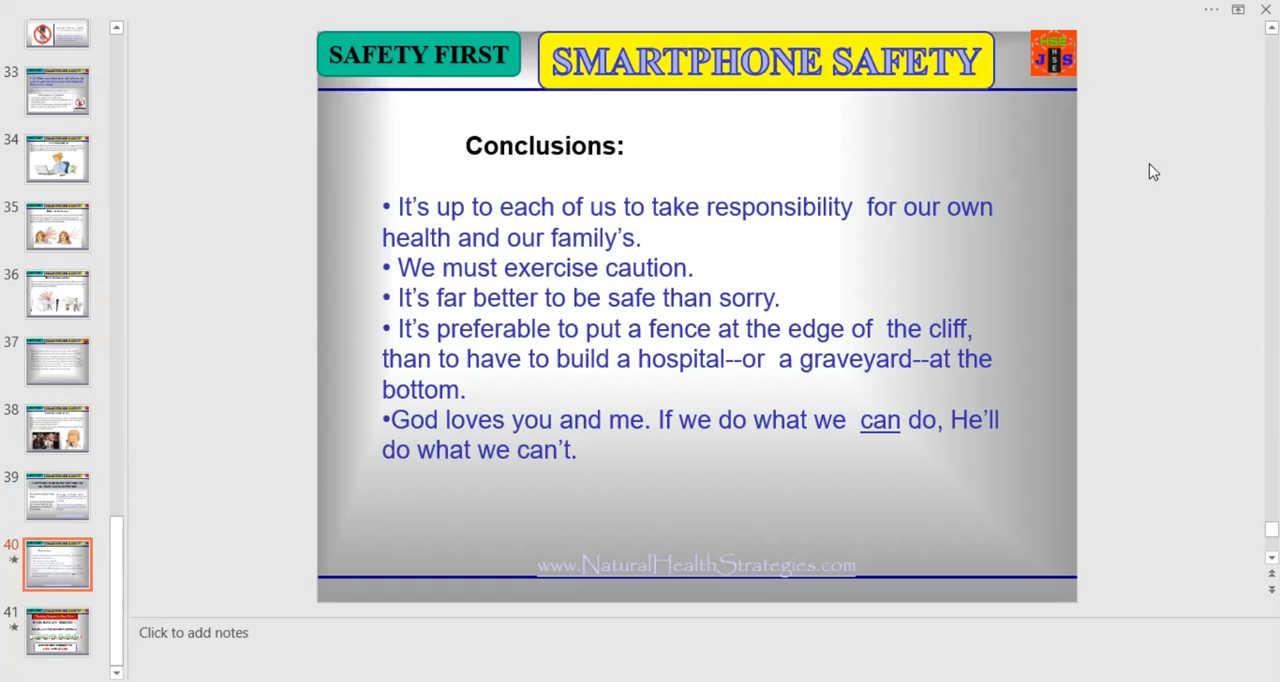 SAFETY FIRST
SMARTPHONE SAFETY
HSE
J S
HSE
Conclusions:
• It’s up to each of us to take responsibility for our own
health and our family’s.
• We must exercise caution.
• It’s far better to be safe than sorry.
• It’s preferable to put a fence at the edge of the cliff,
than to have to build a hospital--or a graveyard--at the
bottom.
•God loves you and me. If we do what we can do, He’ll
do what we can’t.
www.NaturalHealthStrategies.com
33
34
35
36
37
38
39
40
41
Click to add notes